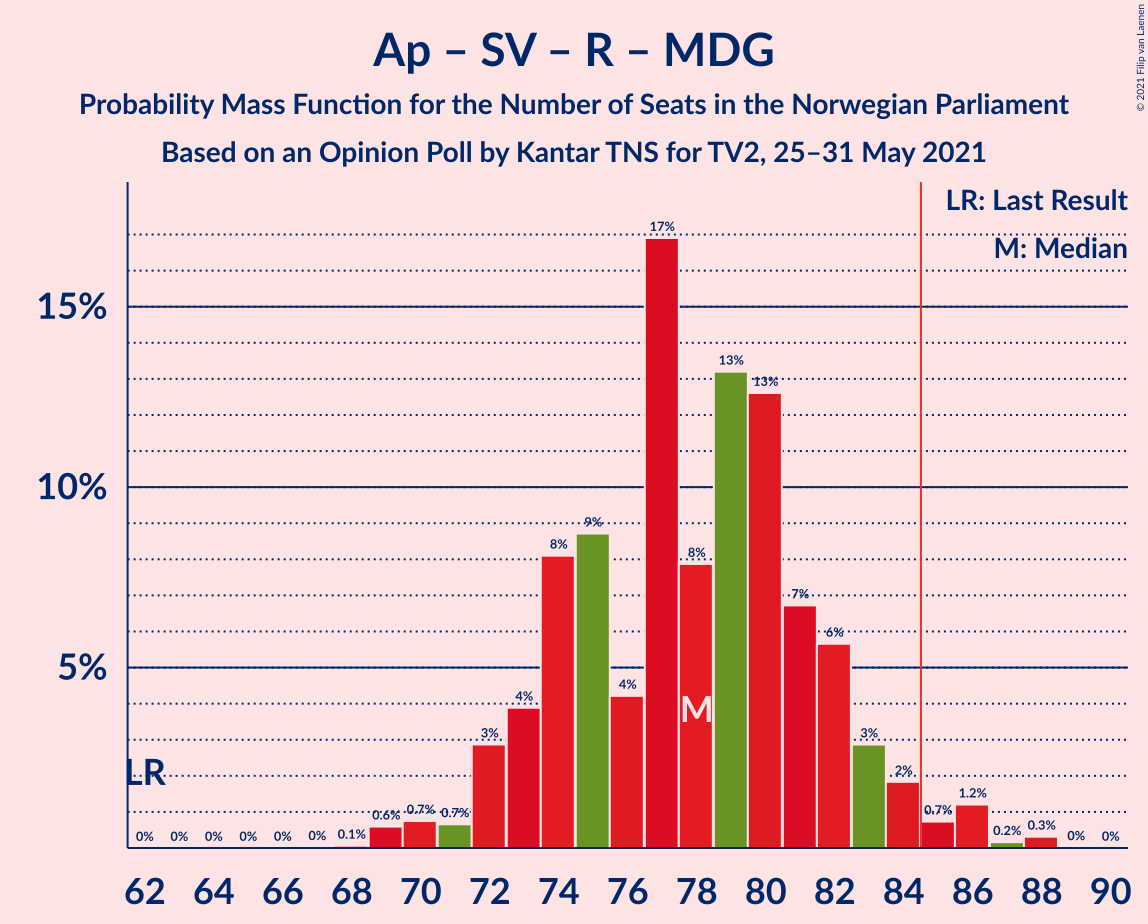 Ap – SV – R – MDG
Probability Mass Function for the Number of Seats in the Norwegian Parliament
Based on an Opinion Poll by Kantar TNS for TV2, 25–31 May 2021
© 2021 Filip van Laenen
LR: Last Result
M: Median
15%
10%
5%
LR
M
0% 0% 0% 0% 0% 0% 0.1% 0.6% 0.7% 0.7% 3% 4% 8% 9% 4% 17% 8% 13% 13% 7% 6% 3% 2% 0.7% 1.2% 0.2% 0.3% 0% 0%
62 64 66 68 70 72 74 76 78 80 82 84 86 88 90